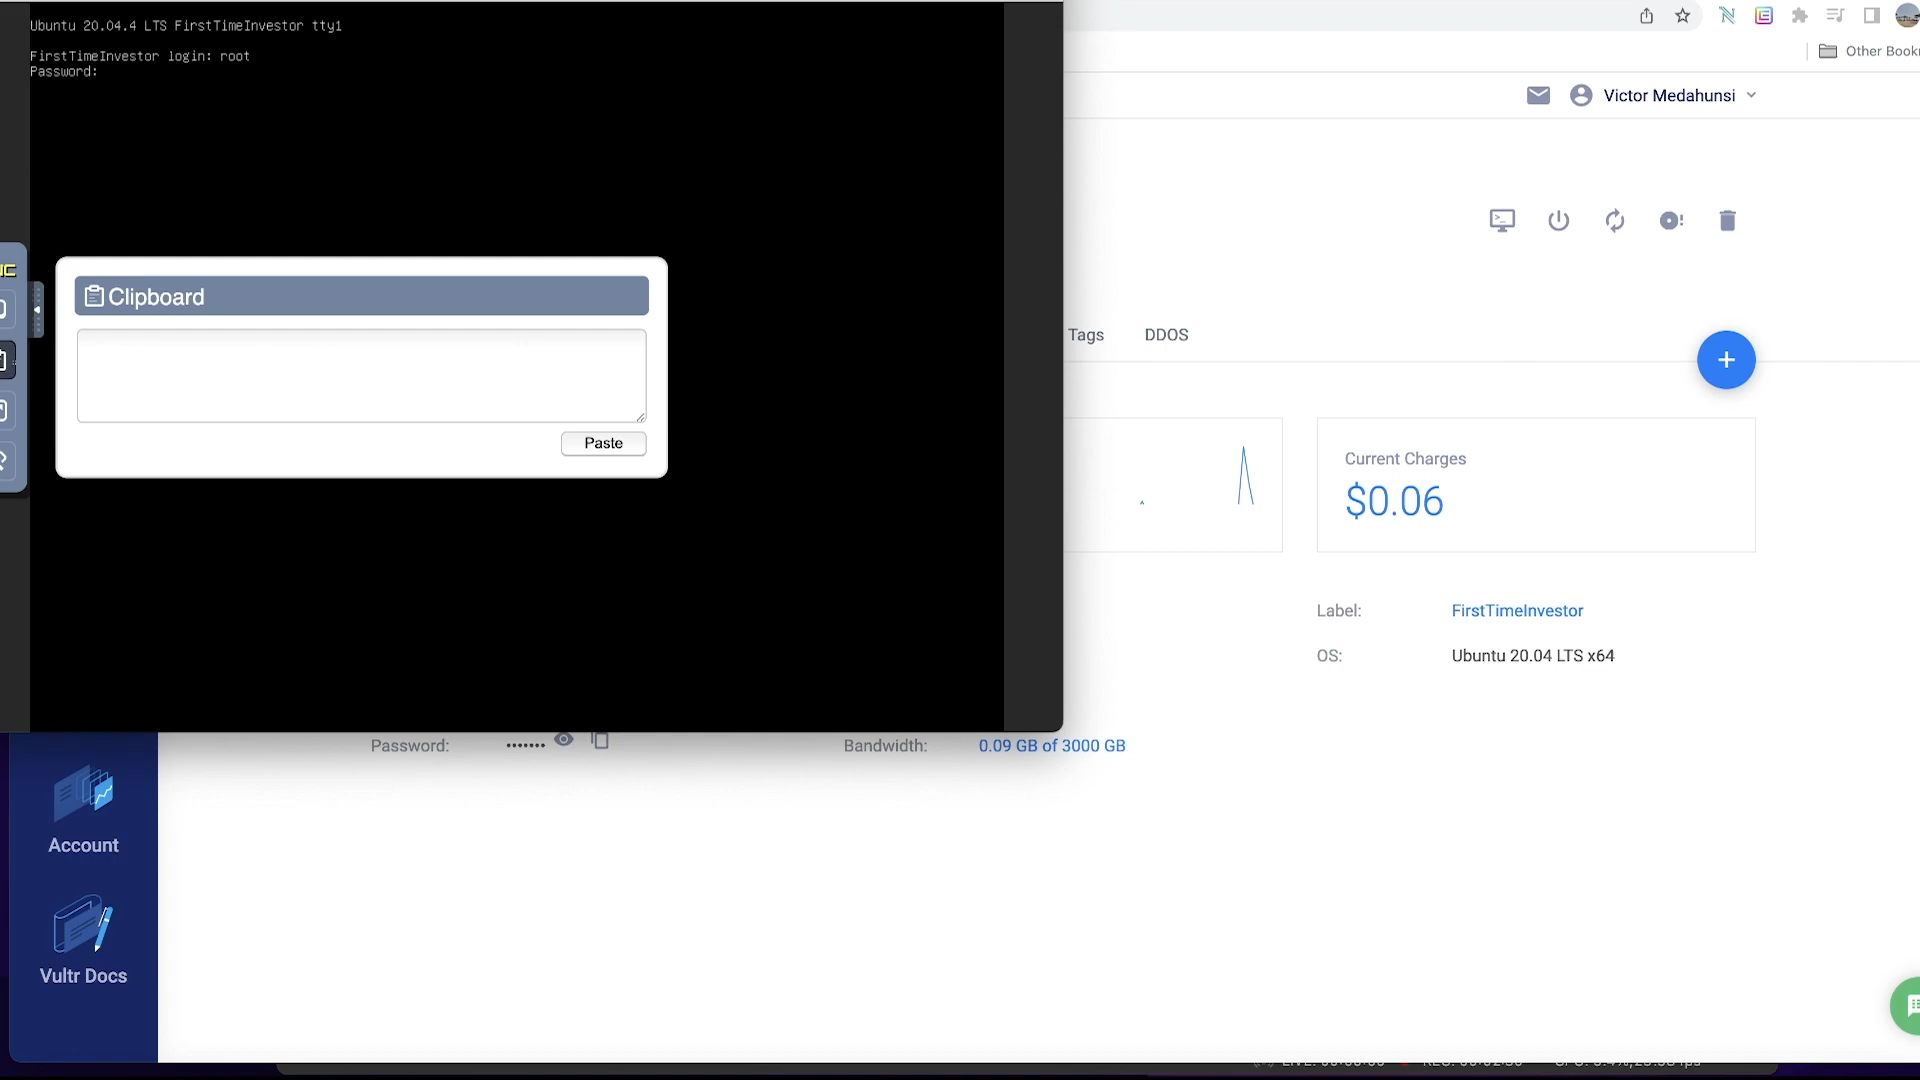 Ubuntu 20.04.4 LTS FirstTimeInvestor tty1
FirstTimeInvestor login: root
Password:
Other Book
Victor Medahunsi
Clipboard
Paste
Tags
DDOS
Current Charges
$0.06
Label:
FirstTimeInvestor
OS:
Ubuntu 20.04 LTS x64
Password:
•••••••
Bandwidth:
0.09 GB of 3000 GB
Account
Vultr Docs